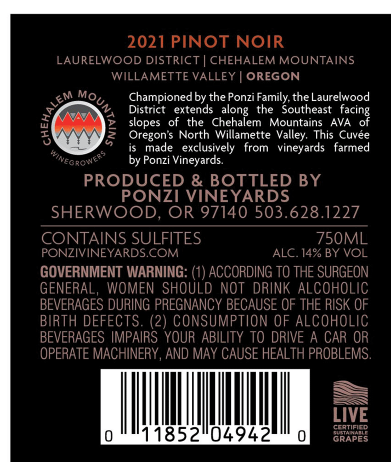 2021 PINOT NOIR
LAURELWOOD DISTRICT | CHEHALEM MOUNTAINS
WILLAMETTE VALLEY | OREGON
CHEHALEM MOUNTAINS
WINEGROWERS
Championed by the Ponzi Family, the Laurelwood
District extends along the Southeast facing
slopes of the Chehalem Mountains AVA of
Oregon's North Willamette Valley. This Cuvée
is made exclusively from vineyards farmed
by Ponzi Vineyards.
PRODUCED & BOTTLED BY
PONZI VINEYARDS
SHERWOOD, OR 97140 503.628.1227
CONTAINS SULFITES 750ML
PONZIVINEYARDS.COM ALC. 14% BY VOL
GOVERNMENT WARNING: (1) ACCORDING TO THE SURGEON
GENERAL, WOMEN SHOULD NOT DRINK ALCOHOLIC
BEVERAGES DURING PREGNANCY BECAUSE OF THE RISK OF
BIRTH DEFECTS. (2) CONSUMPTION OF ALCOHOLIC
BEVERAGES IMPAIRS YOUR ABILITY TO DRIVE A CAR OR
OPERATE MACHINERY, AND MAY CAUSE HEALTH PROBLEMS.
0 11852 04942 0
LIVE
CERTIFIED
SUSTAINABLE
GRAPES